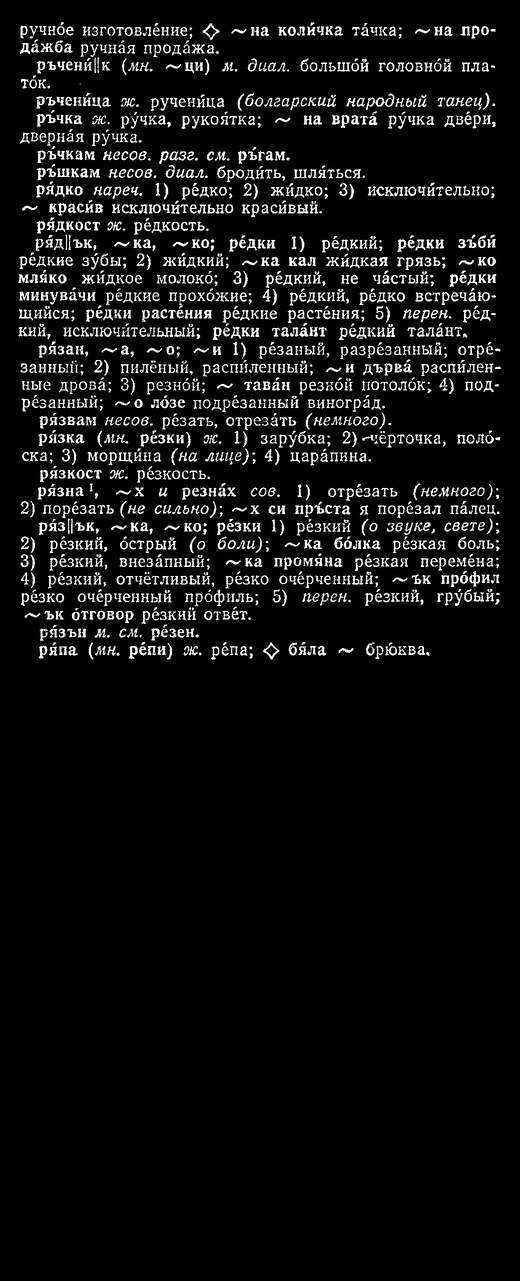 ручно́е изготовле́ние; ◇ ~на коли́чка та́чка; ~на про-
да́жба ручна́я прода́жа.
ръчени́||к (мн. ~ци) м. диал. большо́й головно́й пла-
то́к.
ръчени́ца ж. ручени́ца (болгарский народный танец).
ръ́чка ж. ру́чка, рукоя́тка; ~ на врата́ ру́чка две́ри,
дверна́я ру́чка.
ръ́чкам несов. разг. см. ръ́гам.
ръ́шкам несов. диал. броди́ть, шля́ться.
ря́дко нареч. 1) ре́дко; 2) жи́дко; 3) исключи́тельно;
~ краси́в исключи́тельно краси́вый.
ря́дкост ж. ре́дкость.
ря́д||ък, ~ка, ~ко; ре́дки 1) ре́дкий; ре́дки зъ́би
ре́дкие зу́бы; 2) жи́дкий; ~ка кал жи́дкая грязь; ~ко
мля́ко жи́дкое молоко́; 3) ре́дкий, не ча́стый; ре́дки
минува́чи ре́дкие прохо́жие; 4) ре́дкий, ре́дко встреча́ю-
щийся; ре́дки расте́ния ре́дкие расте́ния; 5) перен. ре́д-
кий, исключи́тельный; ре́дки тала́нт ре́дкий тала́нт.
ря́зан, ~а, ~о; ~и 1) ре́заный, разре́занный; отре́-
занный; 2) пилёный, распи́ленный; ~и дърва́ распи́лен-
ные дрова́; 3) резно́й; ~ тава́н резно́й потоло́к; 4) под-
ре́занный; ~о ло́зе подре́занный виногра́д.
ря́звам несов. ре́зать, отреза́ть (немного).
ря́зка (мн. ре́зки) ж. 1) зару́бка; 2) чёрточка, поло́-
ска; 3) морщи́на (на лице); 4) цара́пина.
ря́зкост ж. ре́зкость.
ря́зна¹, ~х и резна́х сов. 1) отре́зать (немного);
2) поре́зать (не сильно); ~х си пръ́ста я поре́зал па́лец.
ря́з||ък, ~ка, ~ко; ре́зки 1) ре́зкий (о звуке, свете);
2) ре́зкий, о́стрый (о боли); ~ка бо́лка ре́зкая боль;
3) ре́зкий, внеза́пный; ~ка промя́на ре́зкая переме́на;
4) ре́зкий, отчётливый, ре́зко оче́рченный; ~ък про́фил
ре́зко оче́рченный про́филь; 5) перен. ре́зкий, гру́бый;
~ък о́тговор ре́зкий отве́т.
ря́зън м. см. ре́зен.
ря́па (мн. ре́пи) ж. ре́па; ◇ бя́ла ~ брю́ква.